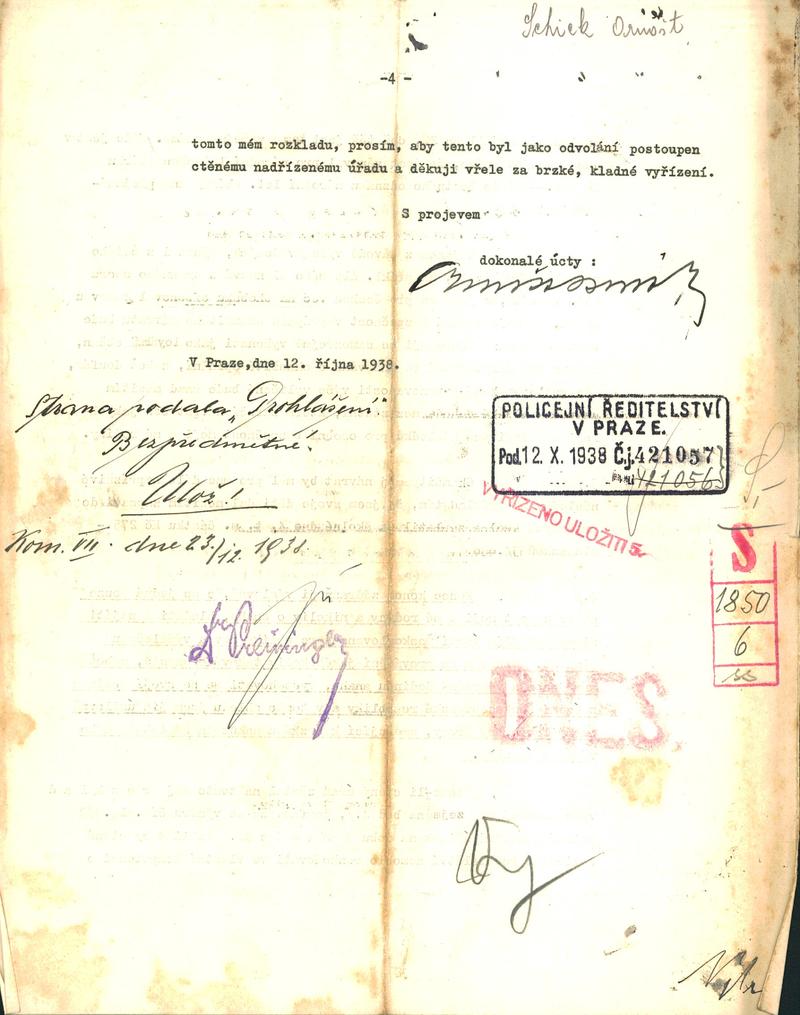 Schick Arnošt
-4-
tomto mém rozkladu, prosím, aby tento byl jako odvolání postoupen
ctěnému nadřízenému úřadu a děkuji vřele za brzké, kladné vyřízení.
S projevem
dokonalé úcty :
V Praze,dne 12. října 1938.
Strana podala „Prohlášení".
Bezpředmětné.
Ulož!
Kom. VII. dne 23./12. 1938.
POLICEJNÍ ŘEDITELSTVÍ
V PRAZE.
Pod. 12. X. 1938 Č.j. 421057
421056
VYŘÍZENO ULOŽITI
S
1850
6
ss
DNES